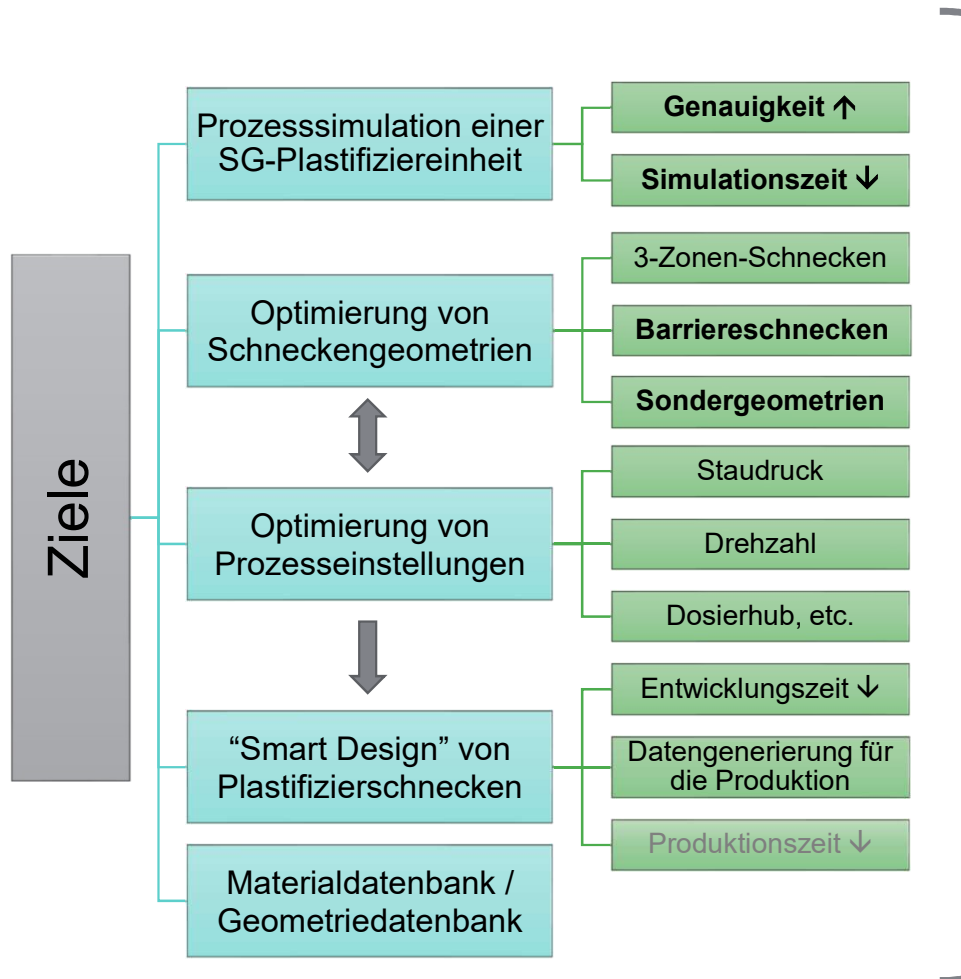 Ziele
Prozesssimulation einer
SG-Plastifiziereinheit
Genauigkeit ↑
Simulationszeit ↓
Optimierung von
Schneckengeometrien
3-Zonen-Schnecken
Barriereschnecken
Sondergeometrien
Optimierung von
Prozesseinstellungen
Staudruck
Drehzahl
Dosierhub, etc.
“Smart Design” von
Plastifizierschnecken
Entwicklungszeit ↓
Datengenerierung für
die Produktion
Produktionszeit ↓
Materialdatenbank /
Geometriedatenbank